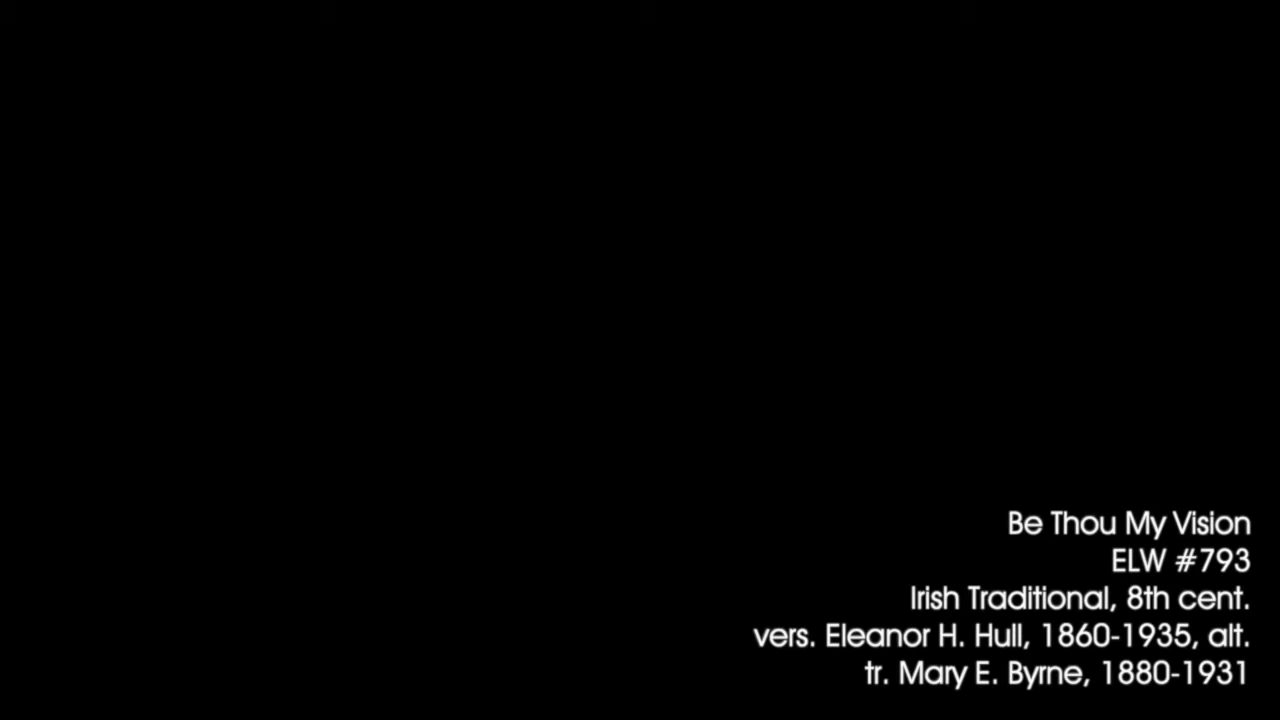 Be Thou My Vision
ELW #793
Irish Traditional, 8th cent.
vers. Eleanor H. Hull, 1860-1935, alt.
tr. Mary E. Byrne, 1880-1931